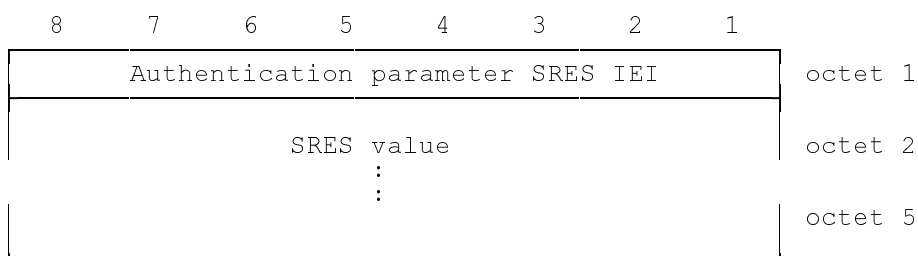 8 7 6 5 4 3 2 1
Authentication parameter SRES IEI octet 1
SRES value octet 2
:
:
octet 5